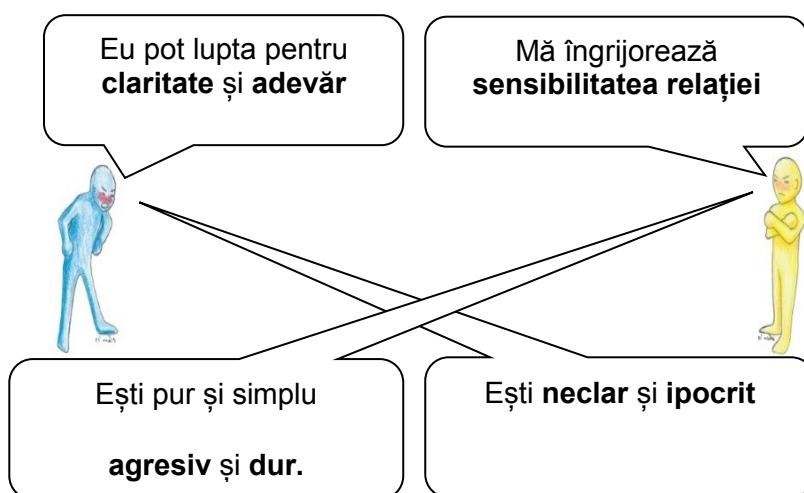 Eu pot lupta pentru
claritate și adevăr
Mă îngrijorează
sensibilitatea relației
Ești pur și simplu
agresiv și dur.
Ești neclar și ipocrit